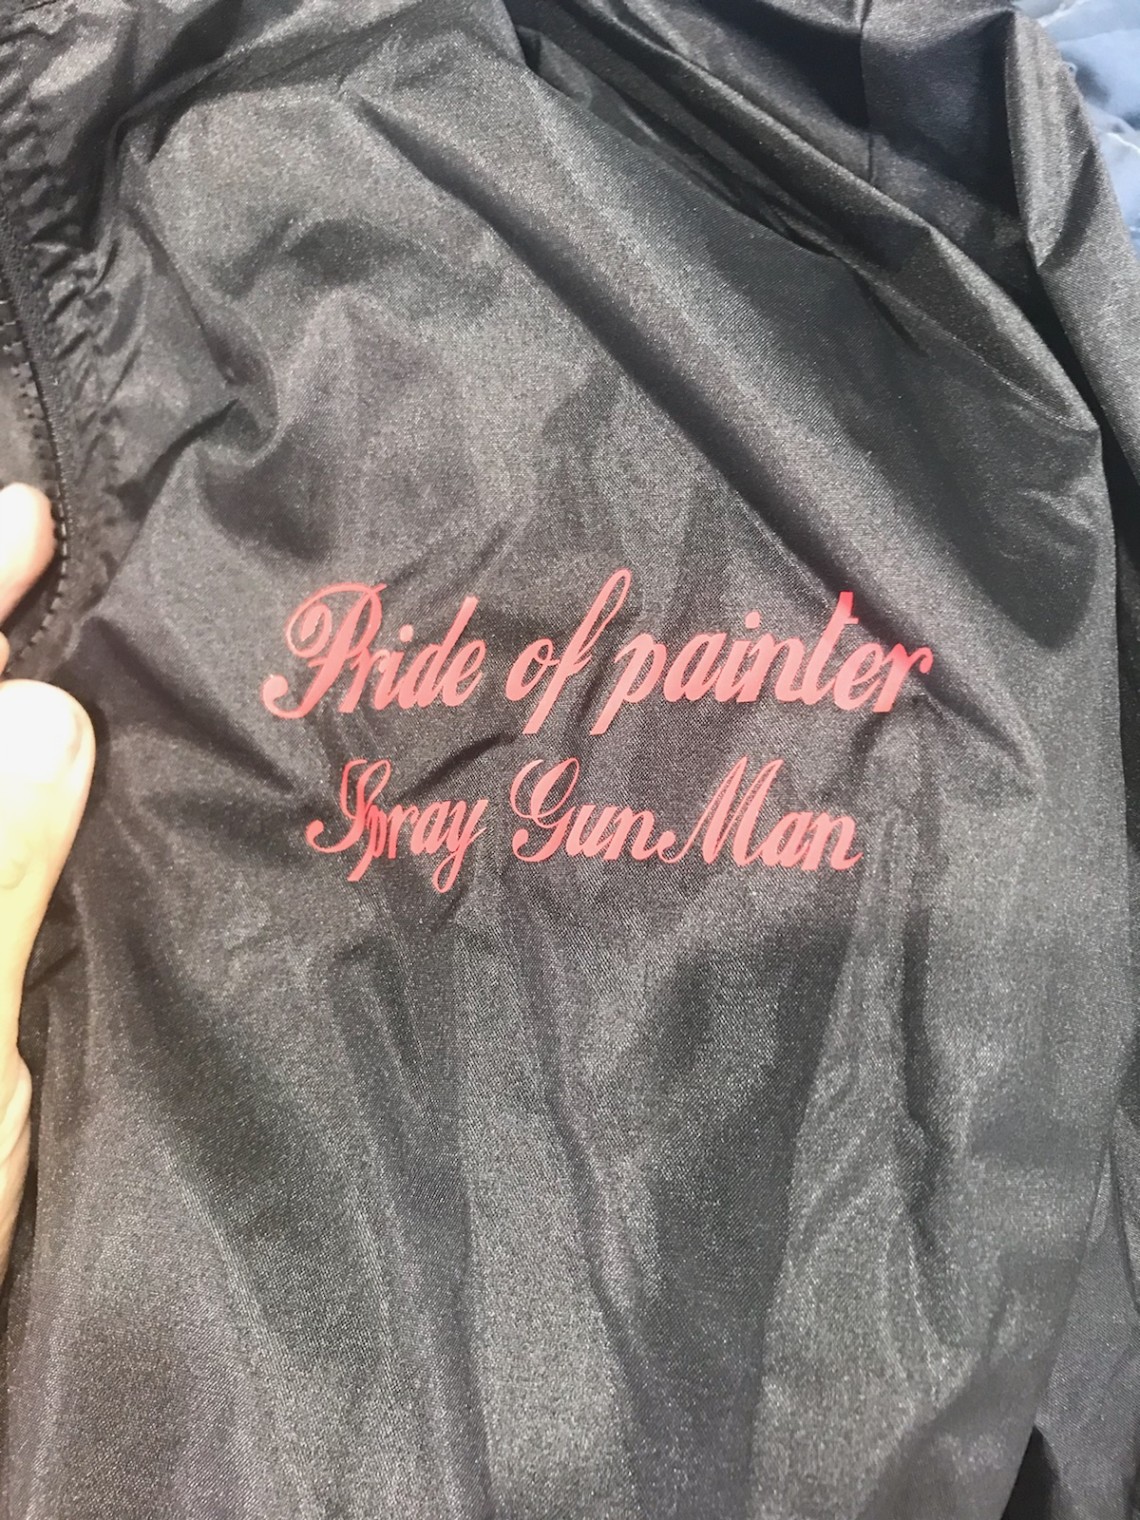 Pride of painter
Spray Gun Man